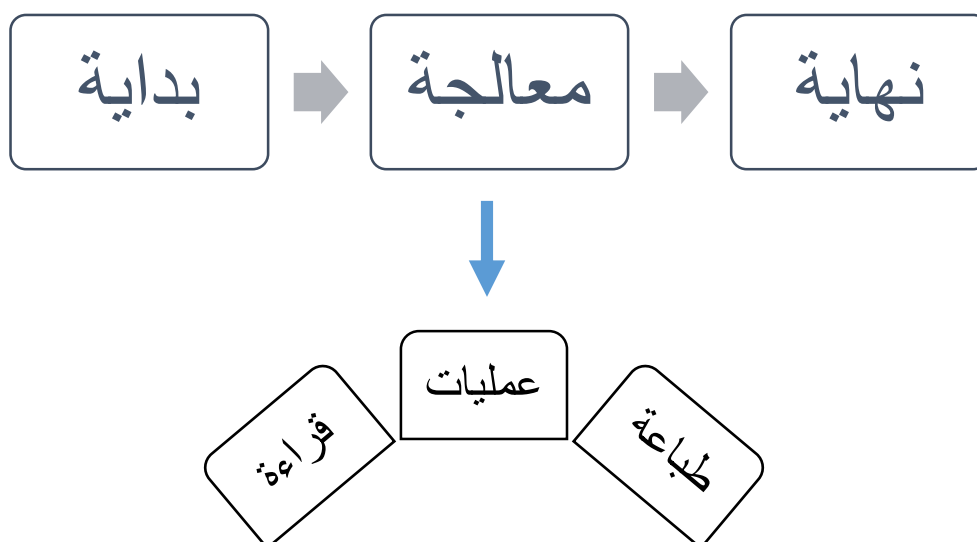 بداية
معالجة
نهاية
عمليات
قراءة
طباعة